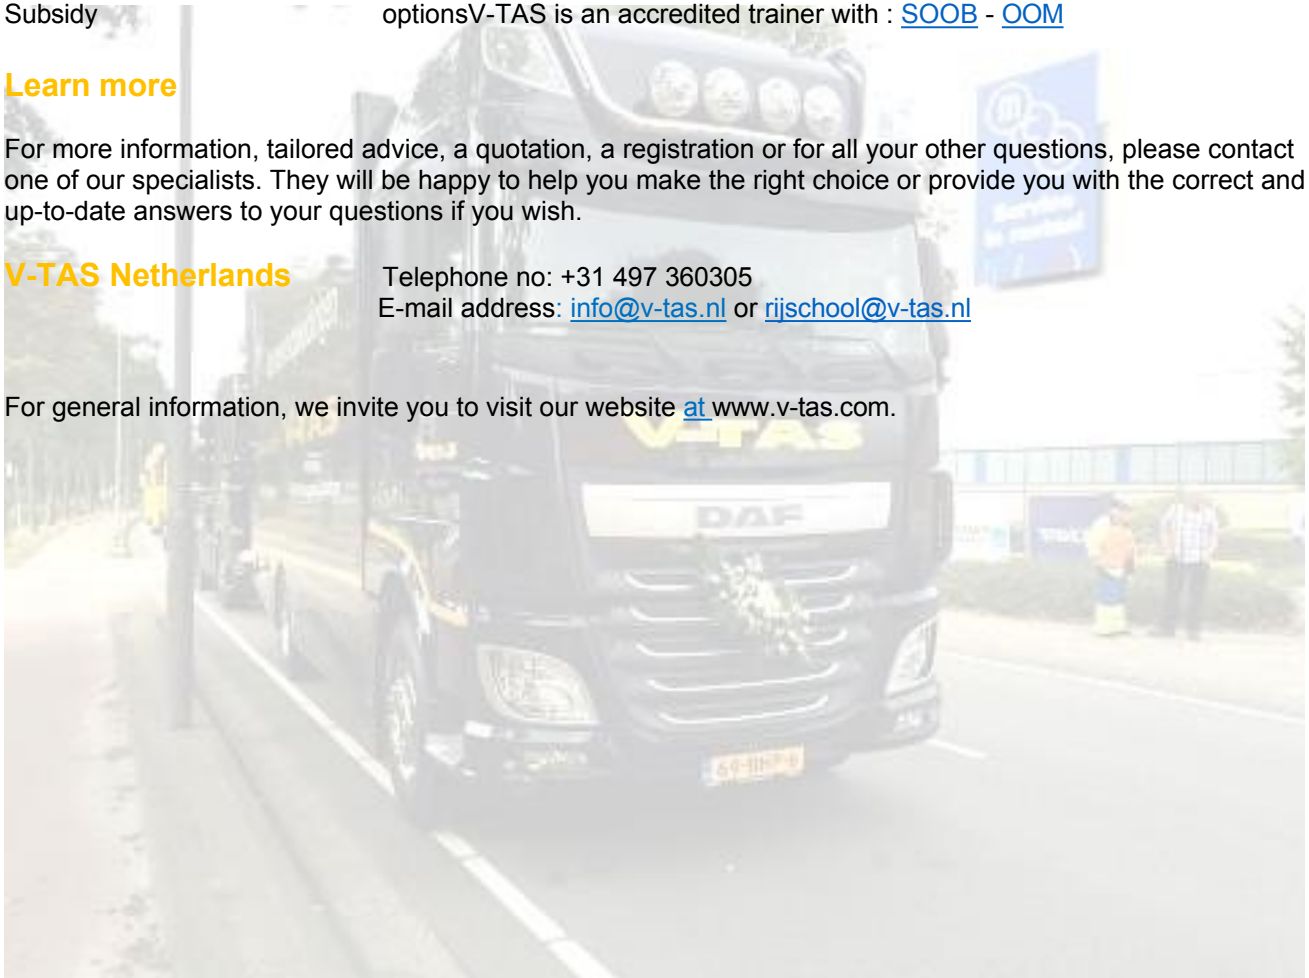 Subsidy optionsV-TAS is an accredited trainer with : SOOB - OOM
Learn more
For more information, tailored advice, a quotation, a registration or for all your other questions, please contact
one of our specialists. They will be happy to help you make the right choice or provide you with the correct and
up-to-date answers to your questions if you wish.
V-TAS Netherlands Telephone no: +31 497 360305
E-mail address: info@v-tas.nl or rijschool@v-tas.nl
For general information, we invite you to visit our website at www.v-tas.com.
V-TAS
DAF